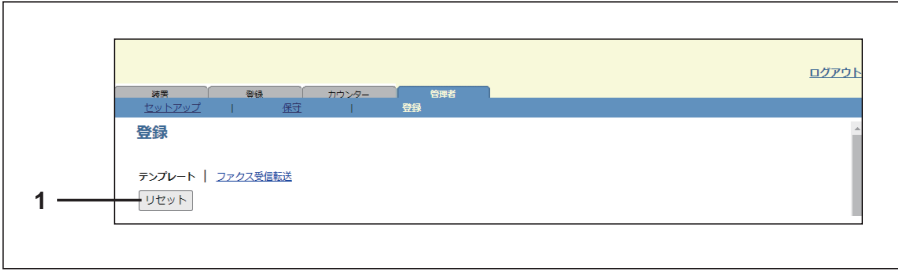 ログアウト
装置 登録 カウンター 管理者
セットアップ | 保守 | 登録
登録
テンプレート | ファクス受信転送
1 リセット